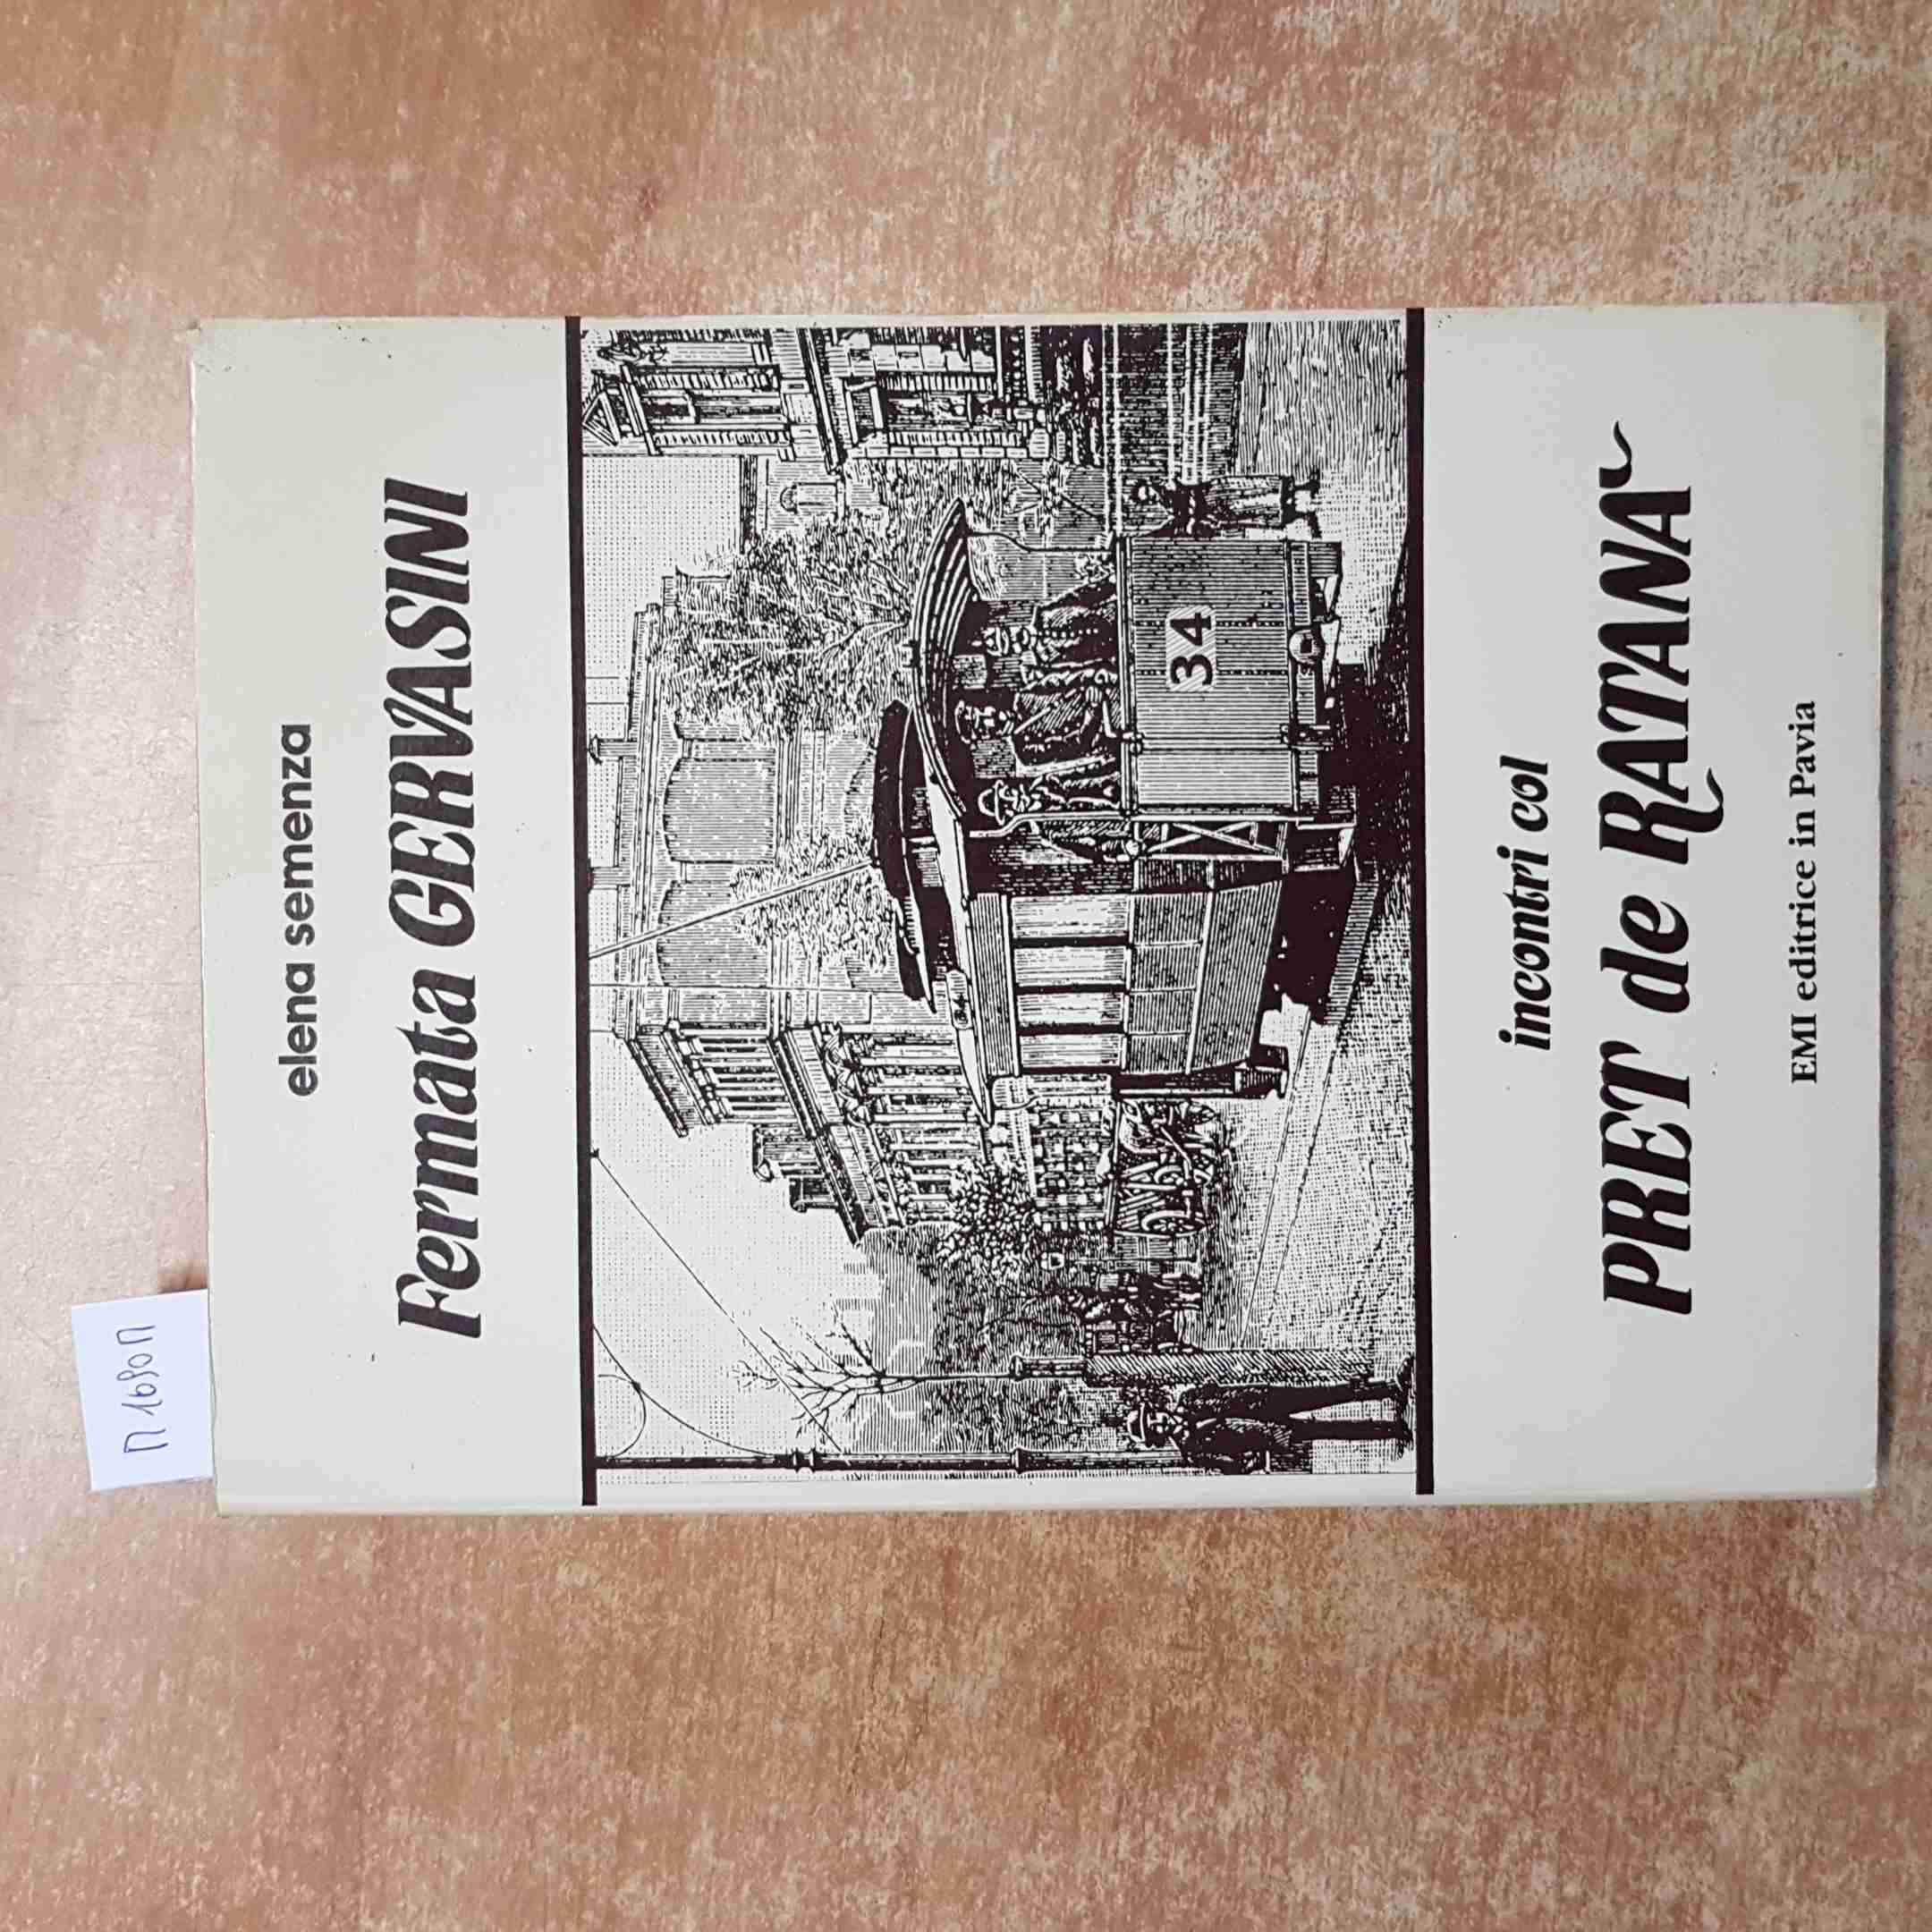 elena semenza
Fermata GERVASINI
34
incontri col
PRET de RATANA'
EMI editrice in Pavia